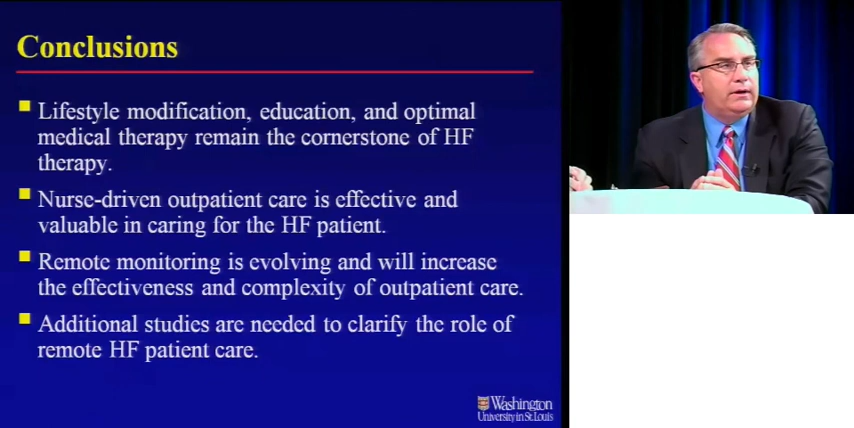 Conclusions
Lifestyle modification, education, and optimal
medical therapy remain the cornerstone of HF
therapy.
Nurse-driven outpatient care is effective and
valuable in caring for the HF patient.
Remote monitoring is evolving and will increase
the effectiveness and complexity of outpatient care.
Additional studies are needed to clarify the role of
remote HF patient care.
Washington
University in St. Louis